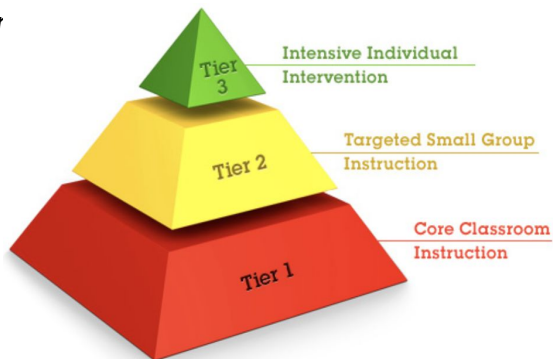 Tier
3
Intensive Individual
Intervention
Tier 2
Targeted Small Group
Instruction
Tier 1
Core Classroom
Instruction